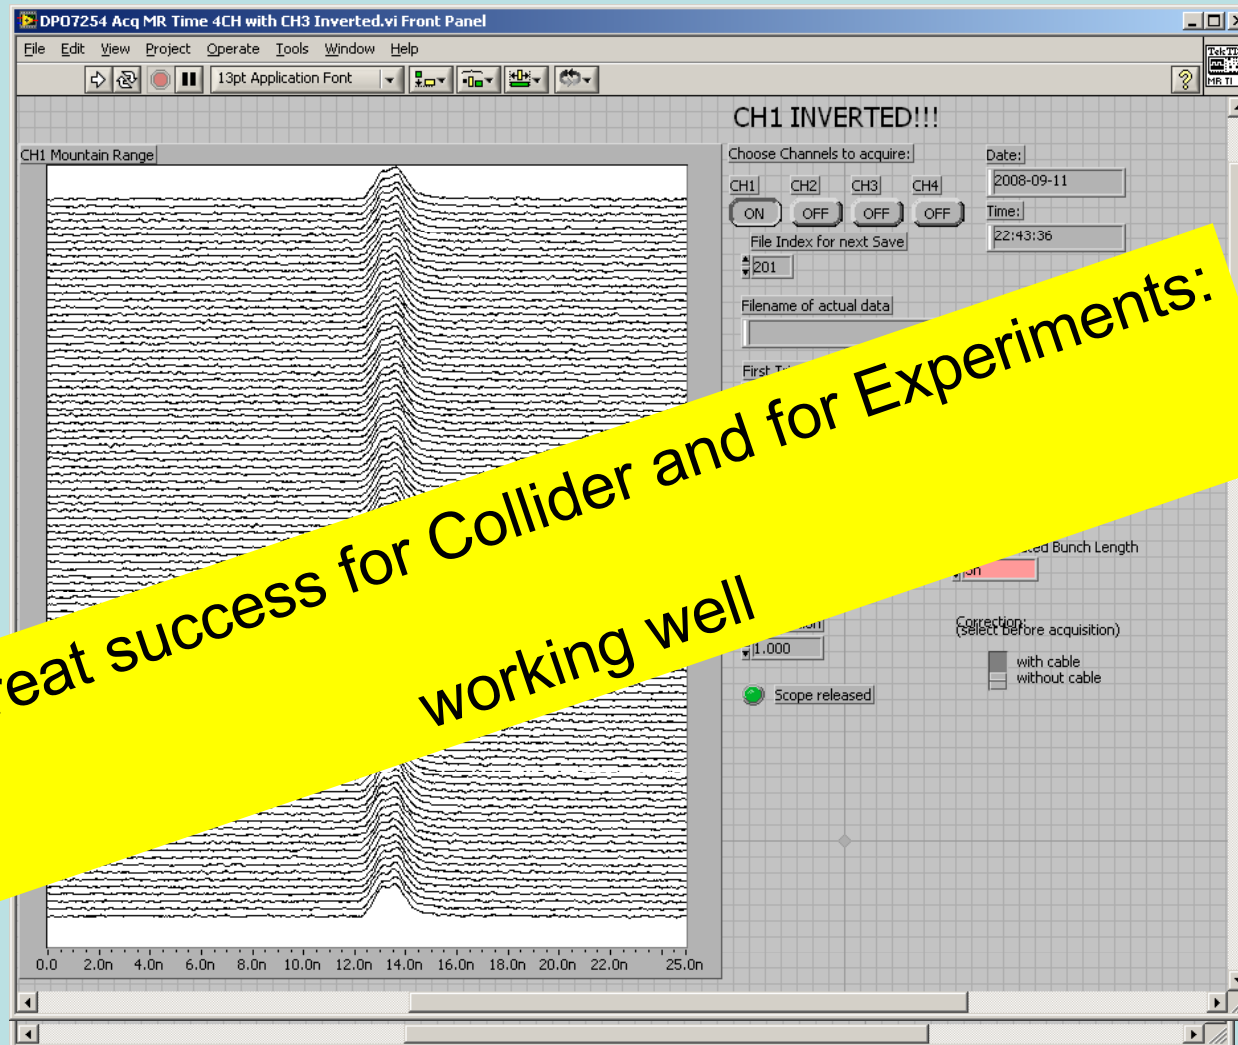 DPO7254 Acq MR Time 4CH with CH3 Inverted.vi Front Panel
File Edit View Project Operate Tools Window Help
13pt Application Font
MR TI
CH1 INVERTED!!!
CH1 Mountain Range
Choose Channels to acquire:
Date:
2008-09-11
CH1 CH2 CH3 CH4
ON OFF OFF OFF
Time:
22:43:36
File Index for next Save
201
Filename of actual data
First
success for Collider and for Experiments:
working well
Bunch Length
Correction:
(select before acquisition)
1.000
with cable
without cable
Scope released
0.0 2.0n 4.0n 6.0n 8.0n 10.0n 12.0n 14.0n 16.0n 18.0n 20.0n 22.0n 25.0n